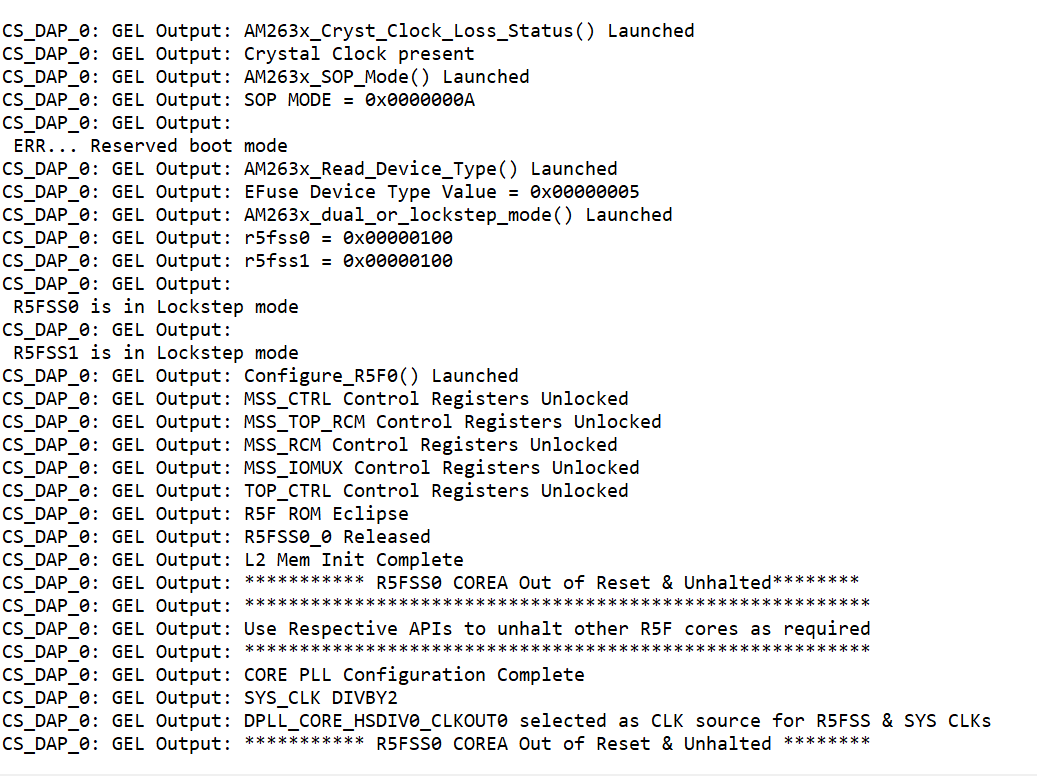 CS_DAP_0: GEL Output: AM263x_Cryst_Clock_Loss_Status() Launched
CS_DAP_0: GEL Output: Crystal Clock present
CS_DAP_0: GEL Output: AM263x_SOP_Mode() Launched
CS_DAP_0: GEL Output: SOP MODE = 0x0000000A
CS_DAP_0: GEL Output:
ERR... Reserved boot mode
CS_DAP_0: GEL Output: AM263x_Read_Device_Type() Launched
CS_DAP_0: GEL Output: EFuse Device Type Value = 0x00000005
CS_DAP_0: GEL Output: AM263x_dual_or_lockstep_mode() Launched
CS_DAP_0: GEL Output: r5fss0 = 0x00000100
CS_DAP_0: GEL Output: r5fss1 = 0x00000100
CS_DAP_0: GEL Output:
R5FSS0 is in Lockstep mode
CS_DAP_0: GEL Output:
R5FSS1 is in Lockstep mode
CS_DAP_0: GEL Output: Configure_R5F0() Launched
CS_DAP_0: GEL Output: MSS_CTRL Control Registers Unlocked
CS_DAP_0: GEL Output: MSS_TOP_RCM Control Registers Unlocked
CS_DAP_0: GEL Output: MSS_RCM Control Registers Unlocked
CS_DAP_0: GEL Output: MSS_IOMUX Control Registers Unlocked
CS_DAP_0: GEL Output: TOP_CTRL Control Registers Unlocked
CS_DAP_0: GEL Output: R5F ROM Eclipse
CS_DAP_0: GEL Output: R5FSS0_0 Released
CS_DAP_0: GEL Output: L2 Mem Init Complete
CS_DAP_0: GEL Output: *********** R5FSS0 COREA Out of Reset & Unhalted********
CS_DAP_0: GEL Output: *********************************************************
CS_DAP_0: GEL Output: Use Respective APIs to unhalt other R5F cores as required
CS_DAP_0: GEL Output: *********************************************************
CS_DAP_0: GEL Output: CORE PLL Configuration Complete
CS_DAP_0: GEL Output: SYS_CLK DIVBY2
CS_DAP_0: GEL Output: DPLL_CORE_HSDIV0_CLKOUT0 selected as CLK source for R5FSS & SYS CLKs
CS_DAP_0: GEL Output: *********** R5FSS0 COREA Out of Reset & Unhalted ********